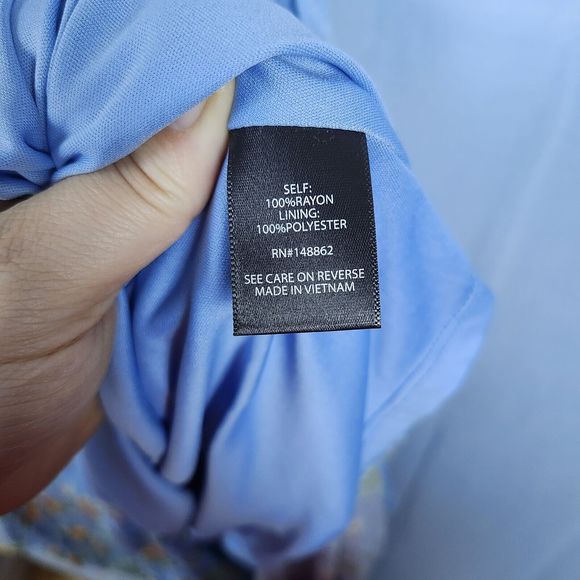 SELF:
100%RAYON
LINING:
100%POLYESTER
RN#148862
SEE CARE ON REVERSE
MADE IN VIETNAM